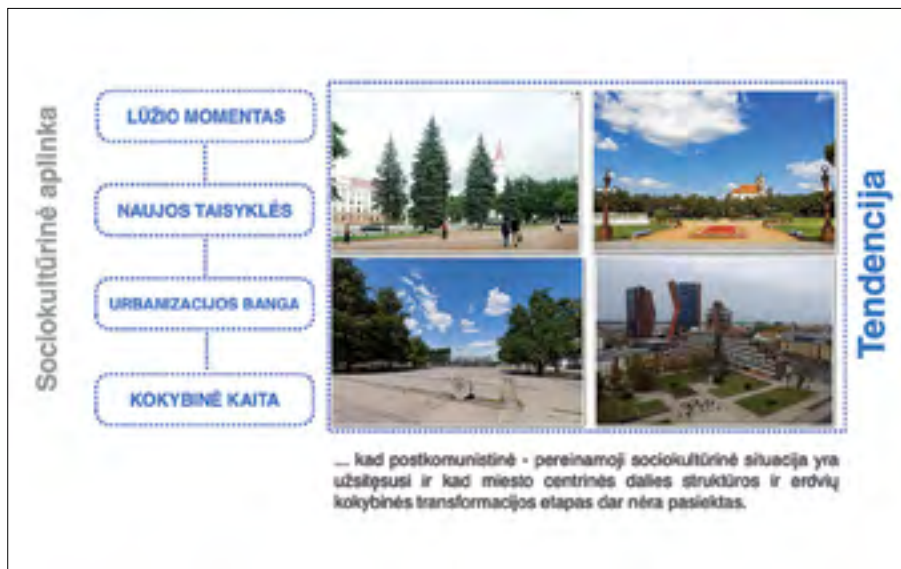 Sociokultūrinė aplinka
LŪŽIO MOMENTAS
NAUJOS TAISYKLĖS
URBANIZACIJOS BANGA
KOKYBINĖ KAITA
Tendencija
... kad postkomunistinė - pereinamoji sociokultūrinė situacija yra
užsitęsusi ir kad miesto centrinės dalies struktūros ir erdvių
kokybinės transformacijos etapas dar nėra pasiektas.